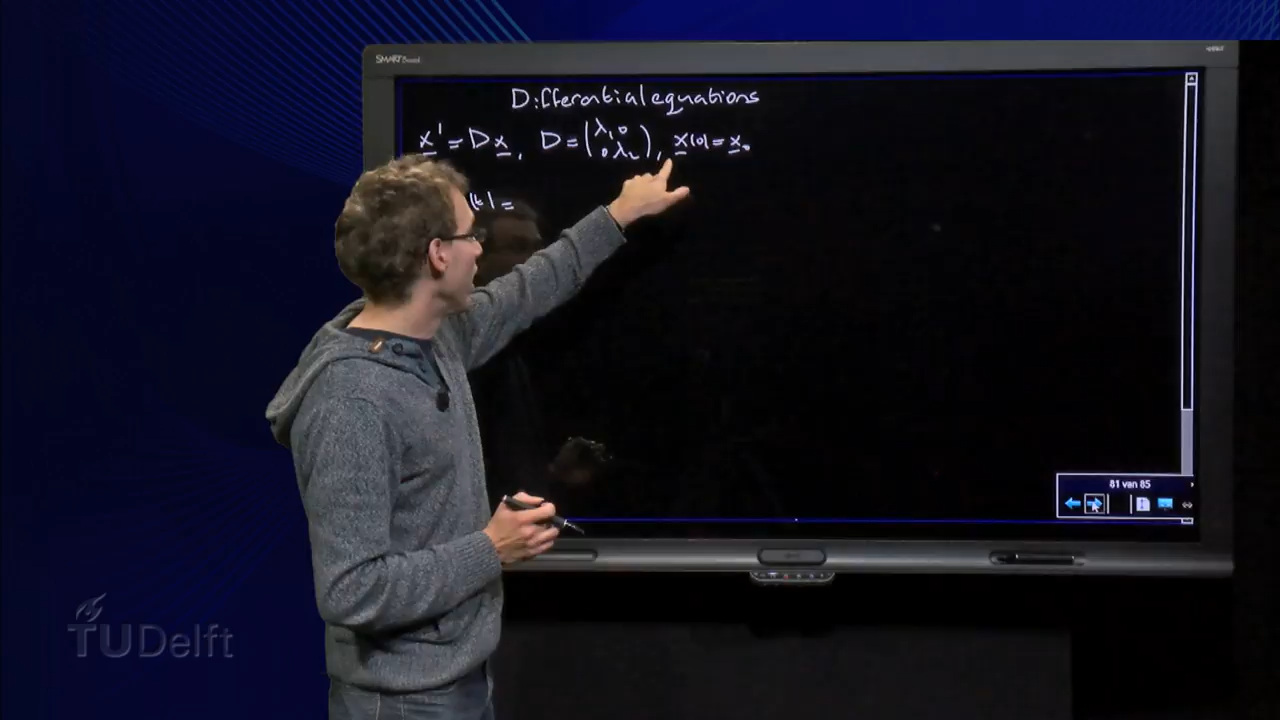 SMART Board
Differential equations
x' = Dx, D = (λ₁ 0
0 λ₂), x(0) = x₀
(t) =
81 van 85
TUDelft